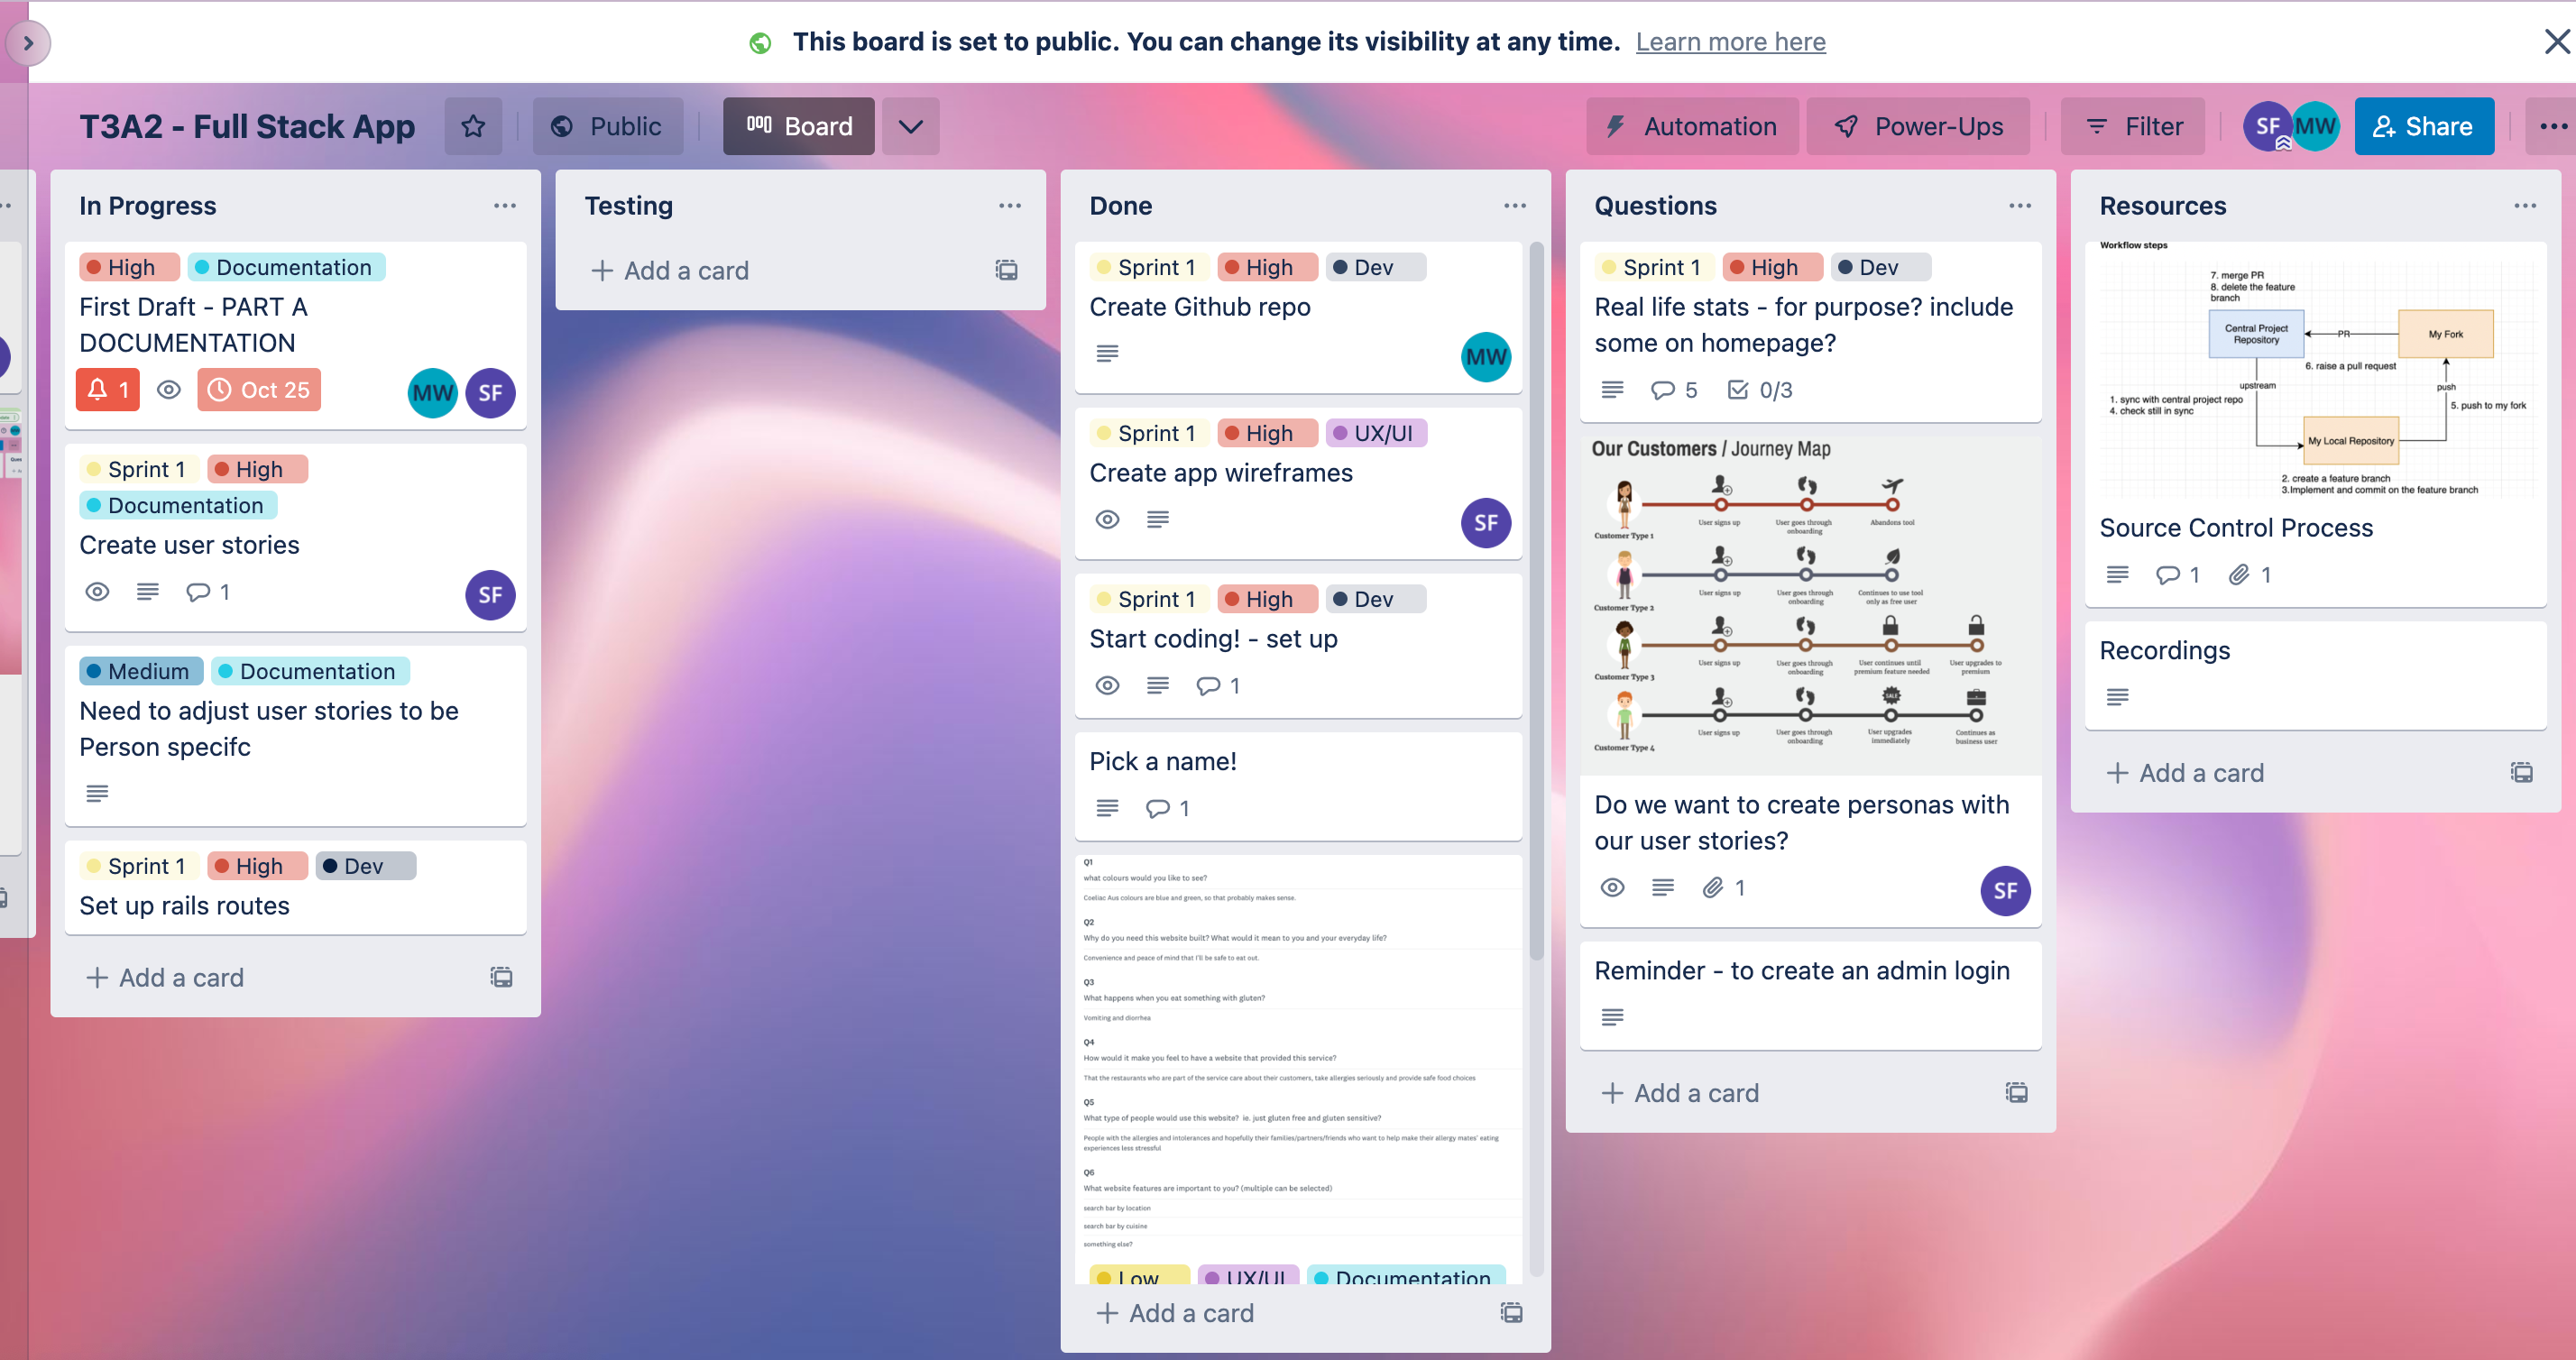 This board is set to public. You can change its visibility at any time. Learn more here
T3A2 - Full Stack App
Public
Board
Automation
Power-Ups
Filter
SF
MW
Share
In Progress
High
Documentation
First Draft - PART A
DOCUMENTATION
1
Oct 25
MW
SF
Sprint 1
High
Documentation
Create user stories
1
SF
Medium
Documentation
Need to adjust user stories to be
Person specifc
Sprint 1
High
Dev
Set up rails routes
Add a card
Testing
Add a card
Done
Sprint 1
High
Dev
Create Github repo
MW
Sprint 1
High
UX/UI
Create app wireframes
SF
Sprint 1
High
Dev
Start coding! - set up
1
Pick a name!
1
Q1
what colours would you like to see?
Coeliac Aus colours are blue and green, so that probably makes sense.
Q2
Why do you need this website built? What would it mean to you and your everyday life?
Convenience and peace of mind that I'll be safe to eat out.
Q3
What happens when you eat something with gluten?
Vomiting and diorrhea
Q4
How would it make you feel to have a website that provided this service?
That the restaurants who are part of the service care about their customers, take allergies seriously and provide safe food choices
Q5
What type of people would use this website? ie. just gluten free and gluten sensitive?
People with the allergies and intolerances and hopefully their families/partners/friends who want to help make their allergy mates' eating
experiences less stressful
Q6
What website features are important to you? (multiple can be selected)
search bar by location
search bar by cuisine
something else?
Low
UX/UI
Documentation
Add a card
Questions
Sprint 1
High
Dev
Real life stats - for purpose? include
some on homepage?
5
0/3
Our Customers / Journey Map
User signs up
User goes through
onboarding
Abandons tool
Customer Type 1
User signs up
User goes through
onboarding
Continues to use tool
only as free user
Customer Type 2
User signs up
User goes through
onboarding
User continues until
premium feature needed
User upgrades to
premium
Customer Type 3
User signs up
User goes through
onboarding
User upgrades
immediately
Continues as
business user
Customer Type 4
Do we want to create personas with
our user stories?
1
SF
Reminder - to create an admin login
Add a card
Resources
Workflow steps
7. merge PR
8. delete the feature
branch
Central Project
Repository
PR
My Fork
6. raise a pull request
upstream
push
1. sync with central project repo
4. check still in sync
5. push to my fork
My Local Repository
2. create a feature branch
3.Implement and commit on the feature branch
Source Control Process
1
1
Recordings
Add a card